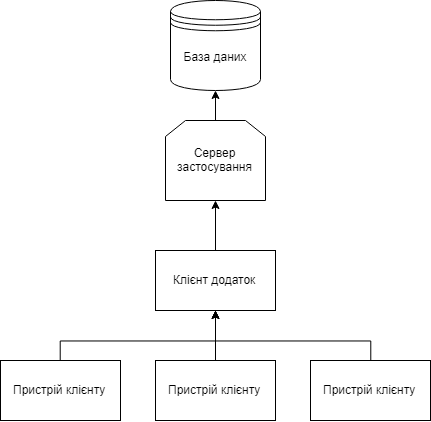 База даних
Сервер
застосування
Клієнт додаток
Пристрій клієнту
Пристрій клієнту
Пристрій клієнту